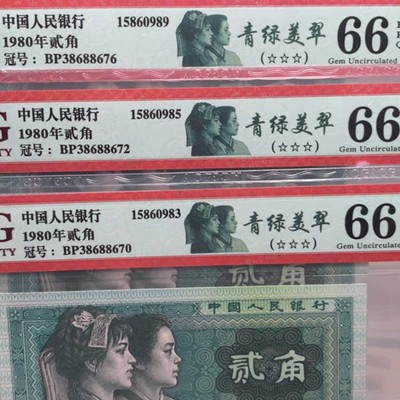 中国人民银行 15860989
1980年贰角
冠号：BP38688676
青绿美翠
(☆☆☆)
66
Gem Uncirculated
G
中国人民银行 15860985
1980年贰角
TY
冠号：BP38688672
青绿美翠
(☆☆☆)
66
Gem Uncirculated
G
中国人民银行 15860983
1980年贰角
TY
冠号：BP38688670
青绿美翠
(☆☆☆)
66
Gem Uncirculated
中国人民银行
贰角